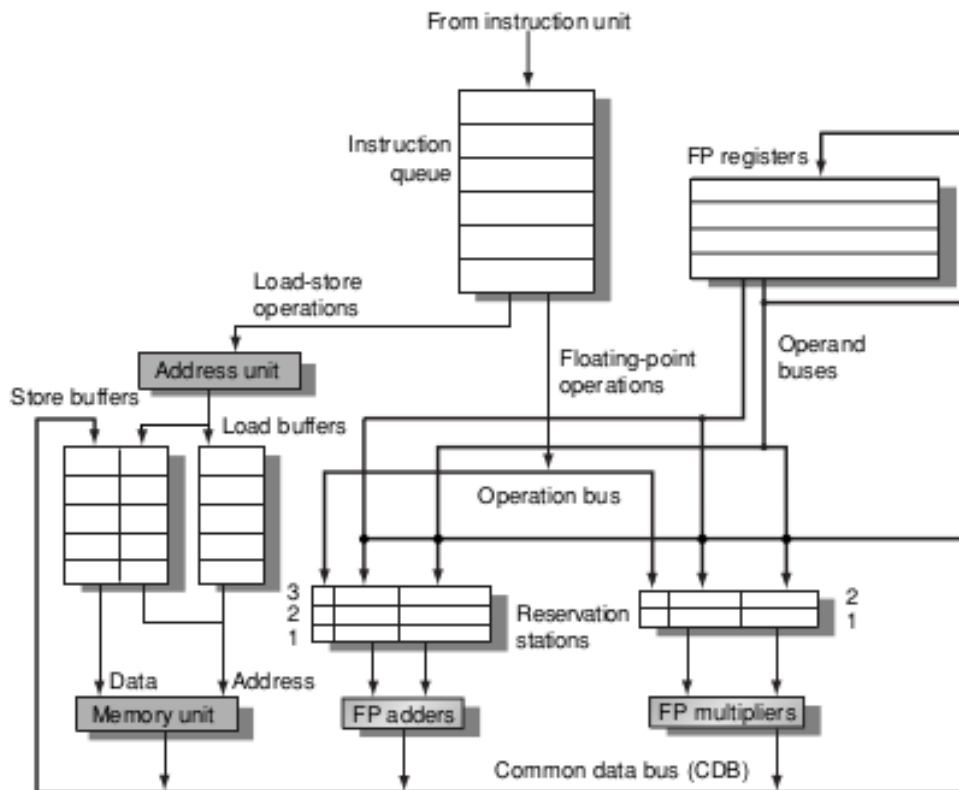 From instruction unit
Instruction
queue
FP registers
Load-store
operations
Address unit
Floating-point
operations
Operand
buses
Store buffers
Load buffers
Operation bus
3
2
1
Reservation
stations
2
1
Data
Address
Memory unit
FP adders
FP multipliers
Common data bus (CDB)